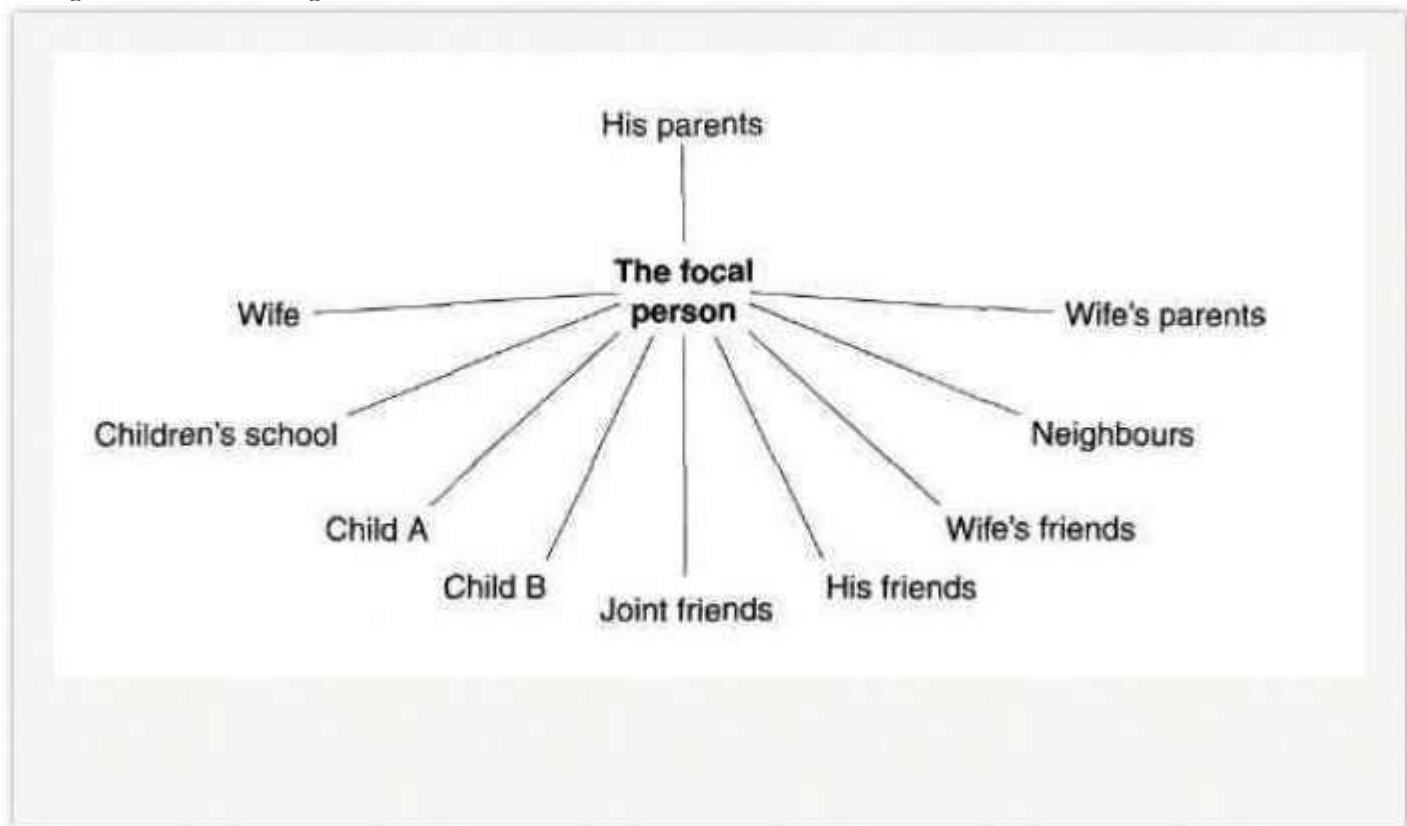 His parents
The focal
person
Wife
Wife's parents
Children's school
Neighbours
Child A
Wife's friends
Child B
His friends
Joint friends